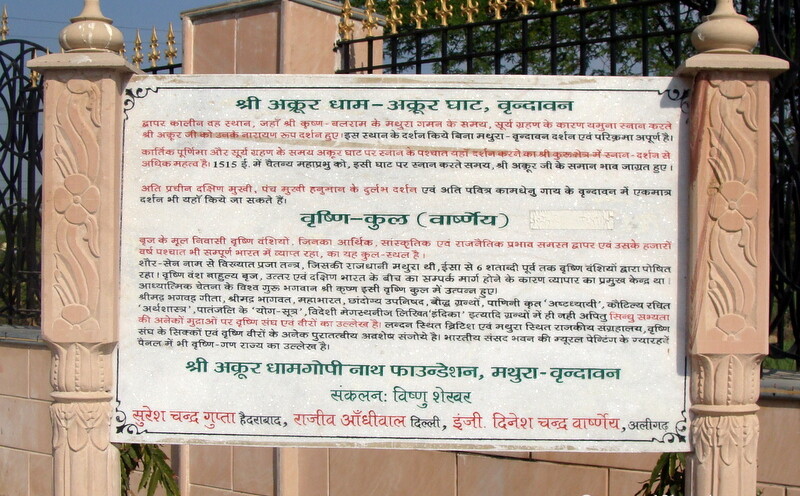 श्री अक्रूर धाम-अक्रूर घाट, वृन्दावन
द्वापर कालीन वह स्थान, जहाँ श्री कृष्ण-बलराम के मथुरा गमन के समय, सूर्य ग्रहण के कारण यमुना स्नान करते
श्री अक्रूर जी को उनके नारायण रूप दर्शन हुए। इस स्थान के दर्शन किये बिना मथुरा-वृन्दावन दर्शन एवं परिक्रमा अपूर्ण है।
कार्तिक पूर्णिमा और सूर्य ग्रहण के समय अक्रूर घाट पर स्नान के पश्चात यहाँ दर्शन करने का श्री कुरुक्षेत्र में स्नान-दर्शन से
अधिक महत्व है। 1515 ई. में चैतन्य महाप्रभु को, इसी घाट पर स्नान करते समय, श्री अक्रूर जी के समान भाव जाग्रत हुए।
अति प्रचीन दक्षिण मुखी, पंच मुखी हनुमान के दुर्लभ दर्शन एवं अति पवित्र कामधेनु गाय के वृन्दावन में एकमात्र
दर्शन भी यहाँ किये जा सकते हैं।
वृष्णि-कुल (वार्ष्णेय)
बृज के मूल निवासी वृष्णि वंशियों, जिनका आर्थिक, सांस्कृतिक एवं राजनैतिक प्रभाव समस्त द्वापर एवं उसके हजारों
वर्ष पश्चात भी सम्पूर्ण भारत में व्याप्त रहा, का यह कुल-स्थल है।
शौर-सेन नाम से विख्यात प्रजा तन्त्र, जिसकी राजधानी मथुरा थी, ईसा से 6 शताब्दी पूर्व तक वृष्णि वंशियों द्वारा पोषित
रहा। वृष्णि वंश बाहुल्य बृज, उत्तर एवं दक्षिण भारत के बीच का सम्पर्क मार्ग होने के कारण व्यापार का प्रमुख केन्द्र था।
आध्यात्मिक चेतना के विश्व गुरू भगवान श्री कृष्ण इसी वृष्णि कुल में उत्पन्न हुए।
श्रीमद्र भगवद्र गीता, श्रीमद्र भागवत, महाभारत, छांदोग्य उपनिषद, बौद्ध ग्रन्थों, पाणिनी कृत 'अष्टध्यायी', कौटिल्य रचित
'अर्थशास्त्र', पातंजलि के 'योग-सूत्र', विदेशी मेगस्थनीज लिखित 'इंदिका' इत्यादि ग्रन्थों में ही नही अपितु सिन्धु सभ्यता
की अनेकों मुद्राओं पर वृष्णि संघ एवं वीरों का उल्लेख है। लन्दन स्थित ब्रिटिश एवं मथुरा स्थित राजकीय संग्रहालय, वृष्णि
संघ के सिक्कों एवं वृष्णि वीरों के अनेक पुरातत्वीय अवशेष संजोये है। भारतीय संसद भवन की म्यूरल पेन्टिंग के ग्यारहवें
पैनल में भी वृष्णि-गण राज्य का उल्लेख है।
श्री अक्रूर धामगोपी नाथ फाउन्डेशन, मथुरा-वृन्दावन
संकलन: विष्णु शेखर
सुरेश चन्द्र गुप्ता हैदराबाद, राजीव आँधीवाल दिल्ली, इंजी. दिनेश चन्द्र वार्ष्णेय, अलीगढ़